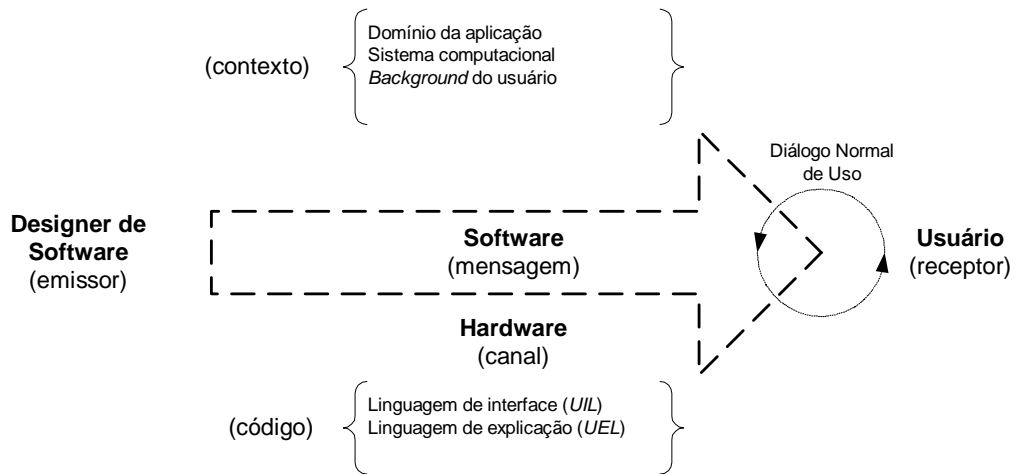 Domínio da aplicação
(contexto)
Sistema computacional
Background do usuário
Diálogo Normal
de Uso
Designer de
Software
(emissor)
Software
(mensagem)
Usuário
(receptor)
Hardware
(canal)
(código)
Linguagem de interface (UIL)
Linguagem de explicação (UEL)